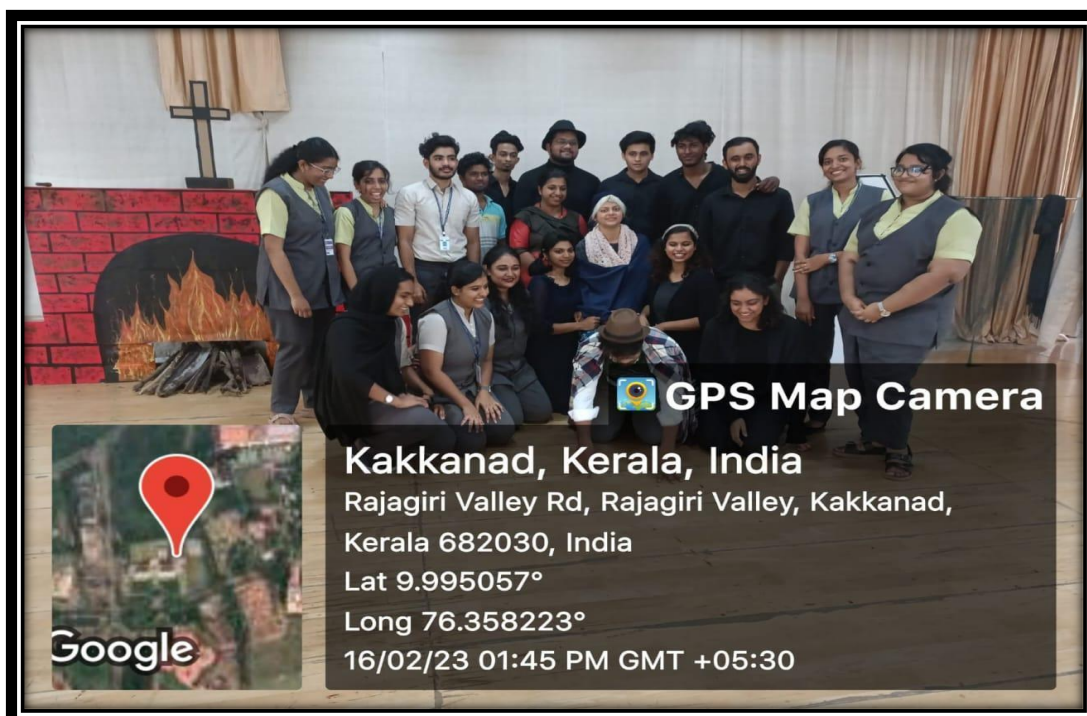 GPS Map Camera
Kakkanad, Kerala, India
Rajagiri Valley Rd, Rajagiri Valley, Kakkanad,
Kerala 682030, India
Lat 9.995057°
Long 76.358223°
16/02/23 01:45 PM GMT +05:30
Google